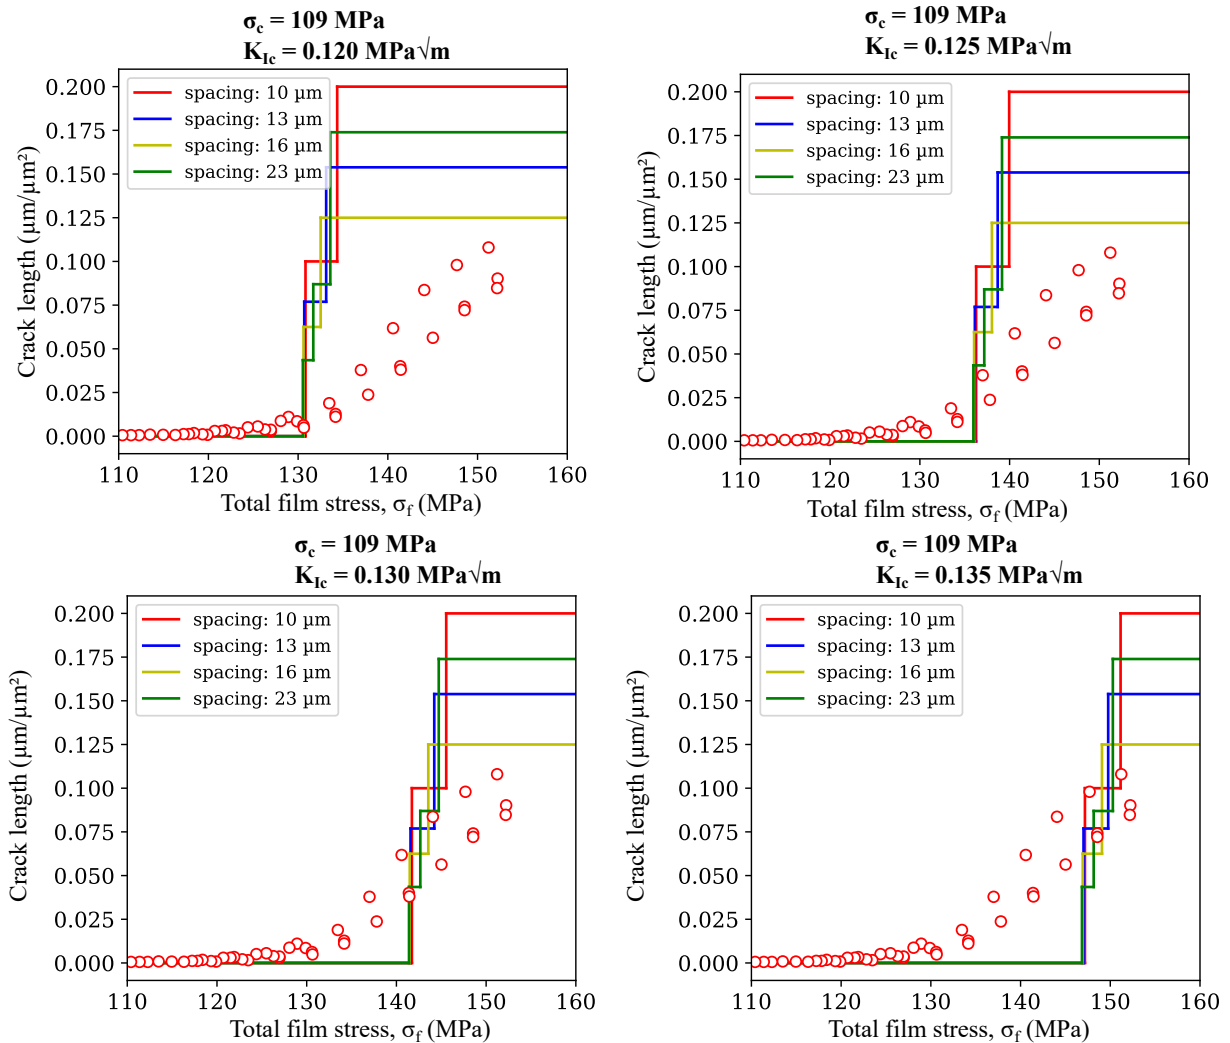 σc = 109 MPa
KIc = 0.120 MPa√m
Crack length (µm/µm²)
0.200
0.175
0.150
0.125
0.100
0.075
0.050
0.025
0.000
spacing: 10 µm
spacing: 13 µm
spacing: 16 µm
spacing: 23 µm
110 120 130 140 150 160
Total film stress, σf (MPa)
σc = 109 MPa
KIc = 0.125 MPa√m
Crack length (µm/µm²)
0.200
0.175
0.150
0.125
0.100
0.075
0.050
0.025
0.000
spacing: 10 µm
spacing: 13 µm
spacing: 16 µm
spacing: 23 µm
110 120 130 140 150 160
Total film stress, σf (MPa)
σc = 109 MPa
KIc = 0.130 MPa√m
Crack length (µm/µm²)
0.200
0.175
0.150
0.125
0.100
0.075
0.050
0.025
0.000
spacing: 10 µm
spacing: 13 µm
spacing: 16 µm
spacing: 23 µm
110 120 130 140 150 160
Total film stress, σf (MPa)
σc = 109 MPa
KIc = 0.135 MPa√m
Crack length (µm/µm²)
0.200
0.175
0.150
0.125
0.100
0.075
0.050
0.025
0.000
spacing: 10 µm
spacing: 13 µm
spacing: 16 µm
spacing: 23 µm
110 120 130 140 150 160
Total film stress, σf (MPa)